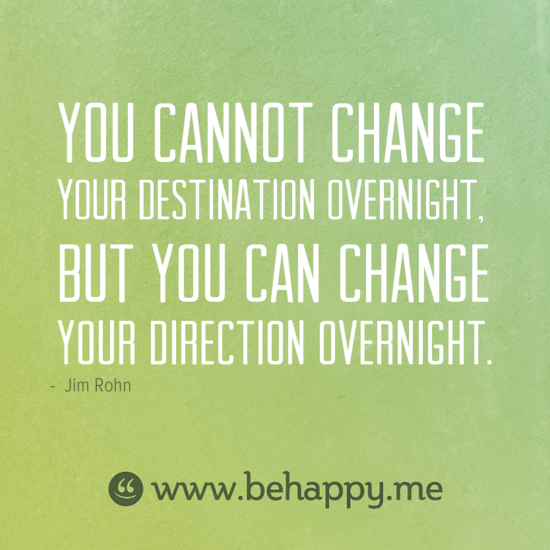 YOU CANNOT CHANGE
YOUR DESTINATION OVERNIGHT,
BUT YOU CAN CHANGE
YOUR DIRECTION OVERNIGHT.
- Jim Rohn
www.behappy.me